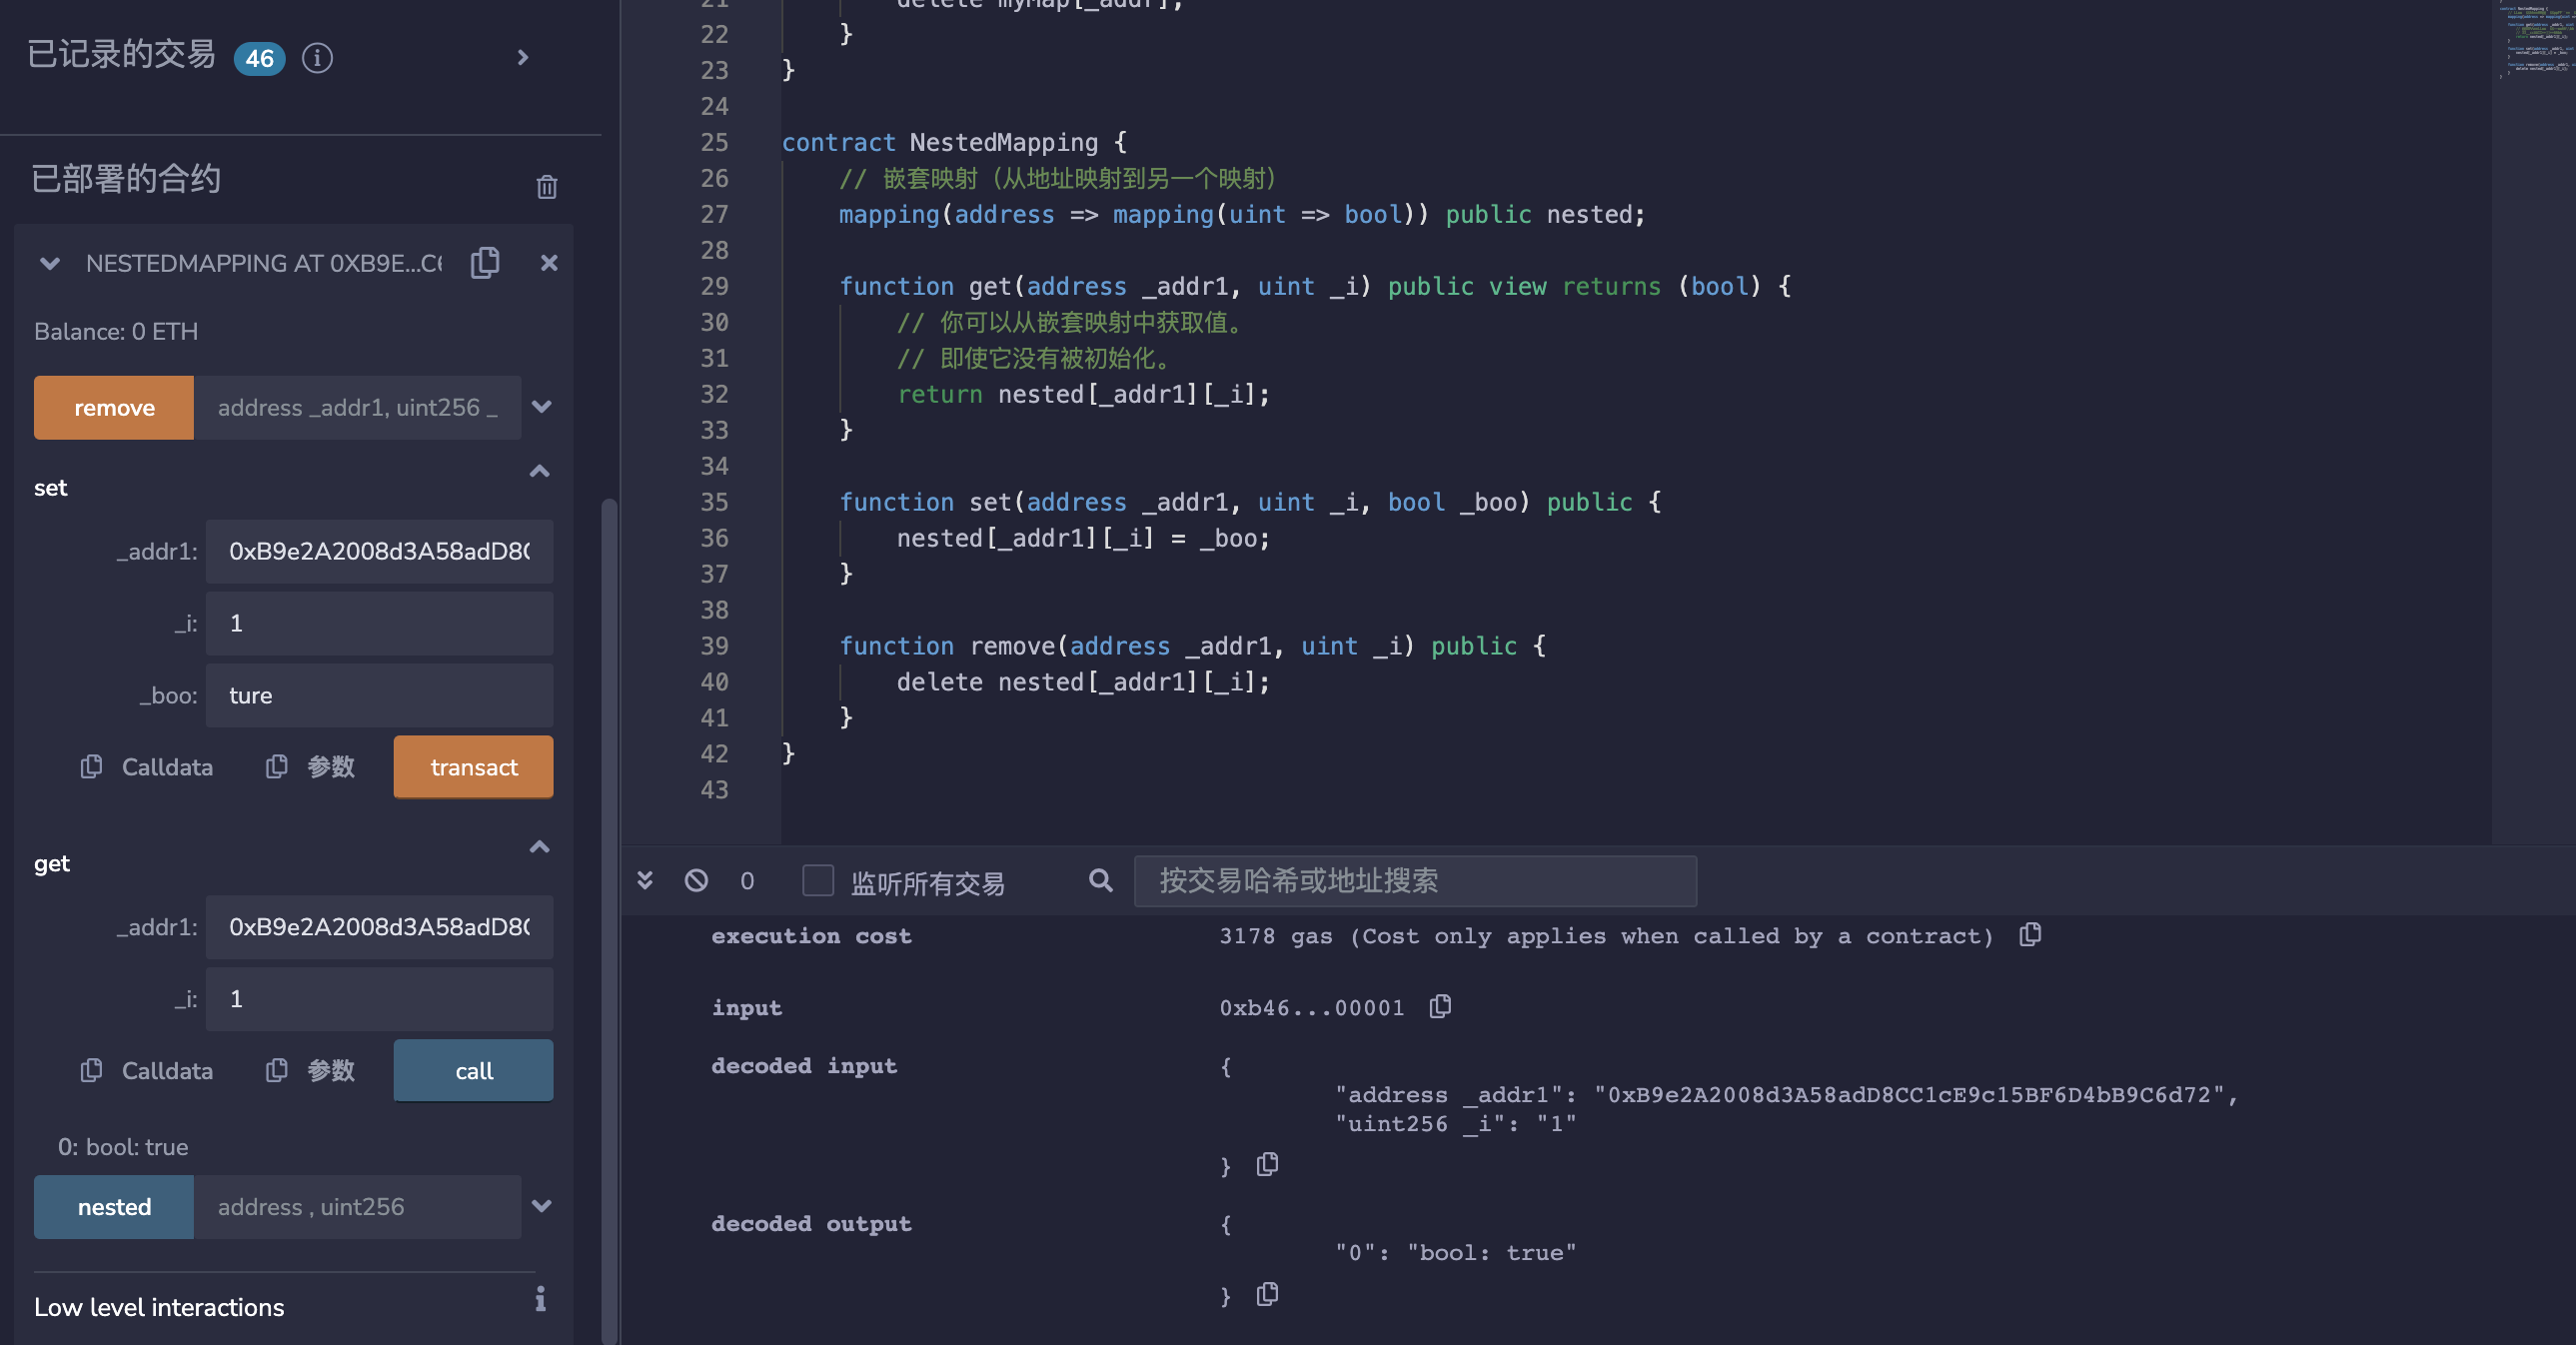 已记录的交易 46
已部署的合约
NESTEDMAPPING AT 0XB9E...C6
Balance: 0 ETH
remove address _addr1, uint256 _
set
_addr1: 0xB9e2A2008d3A58adD8C
_i: 1
_boo: ture
Calldata 参数 transact
get
_addr1: 0xB9e2A2008d3A58adD8C
_i: 1
Calldata 参数 call
0: bool: true
nested address , uint256
Low level interactions
21 delete myMap[_addr];
22 }
23 }
24
25 contract NestedMapping {
26 // 嵌套映射（从地址映射到另一个映射）
27 mapping(address => mapping(uint => bool)) public nested;
28
29 function get(address _addr1, uint _i) public view returns (bool) {
30 // 你可以从嵌套映射中获取值。
31 // 即使它没有被初始化。
32 return nested[_addr1][_i];
33 }
34
35 function set(address _addr1, uint _i, bool _boo) public {
36 nested[_addr1][_i] = _boo;
37 }
38
39 function remove(address _addr1, uint _i) public {
40 delete nested[_addr1][_i];
41 }
42 }
43
0 监听所有交易 按交易哈希或地址搜索
execution cost 3178 gas (Cost only applies when called by a contract)
input 0xb46...00001
decoded input {
"address _addr1": "0xB9e2A2008d3A58adD8CC1cE9c15BF6D4bB9C6d72",
"uint256 _i": "1"
}
decoded output {
"0": "bool: true"
}